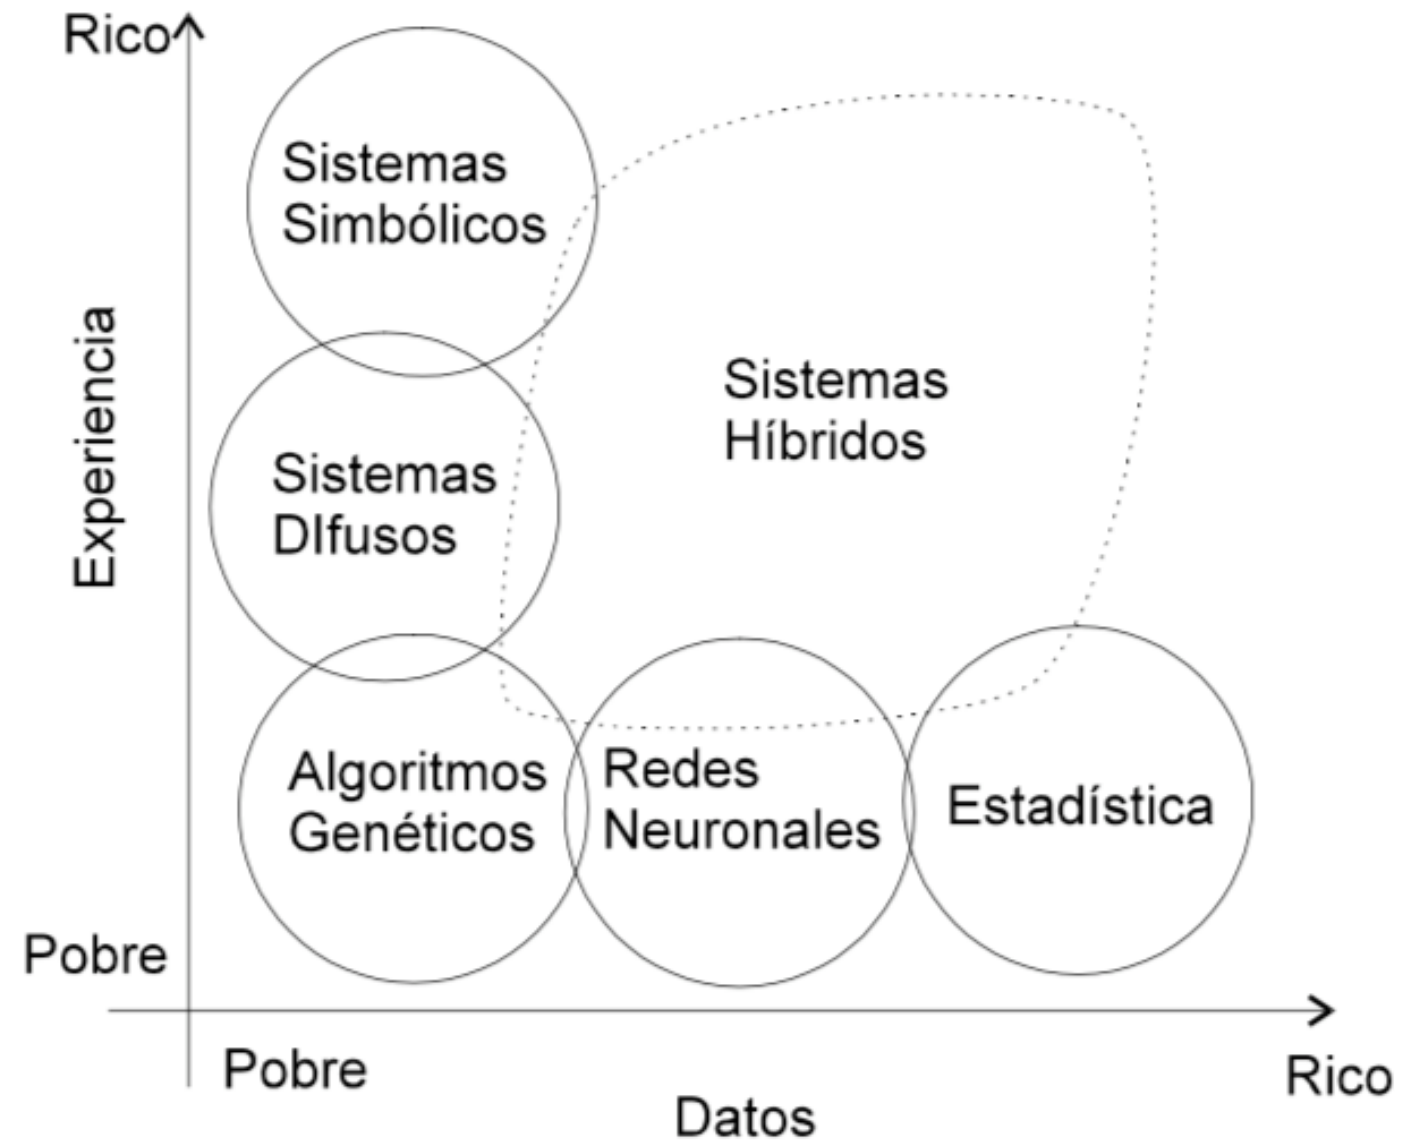 Rico
Sistemas
Simbólicos
Experiencia
Sistemas
Híbridos
Sistemas
DIfusos
Algoritmos
Genéticos
Redes
Neuronales
Estadística
Pobre
Pobre
Rico
Datos